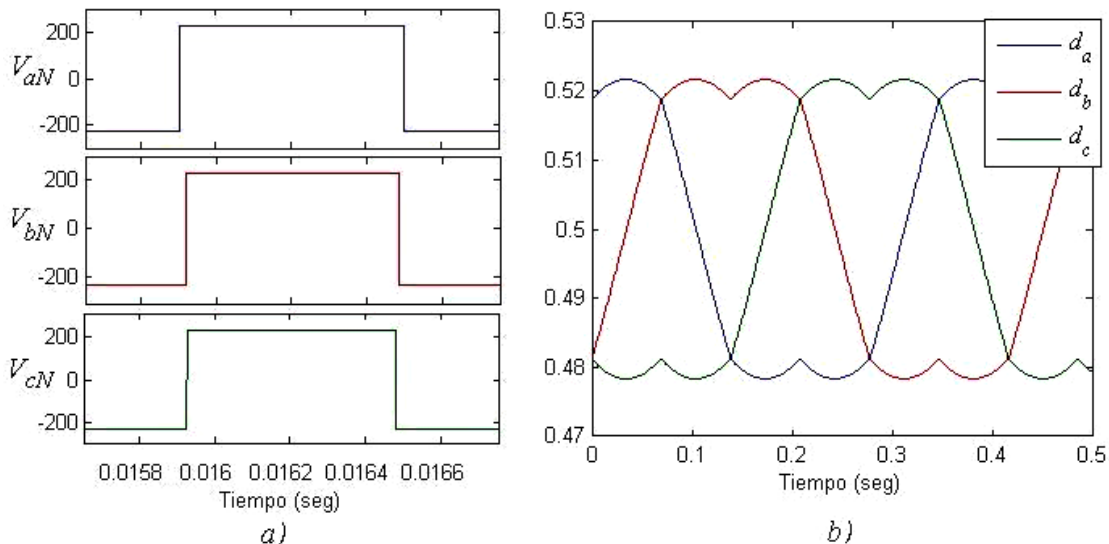 200
V_aN 0
-200
200
V_bN 0
-200
200
V_cN 0
-200
0.0158 0.016 0.0162 0.0164 0.0166
Tiempo (seg)
a)
0.53
0.52
0.51
0.5
0.49
0.48
0.47
0 0.1 0.2 0.3 0.4 0.5
Tiempo (seg)
b)
d_a
d_b
d_c